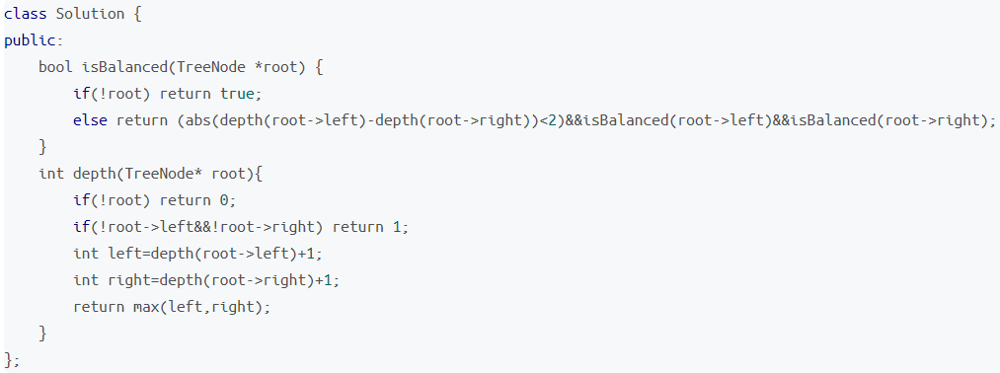 class Solution {
public:
    bool isBalanced(TreeNode *root) {
        if(!root) return true;
        else return (abs(depth(root->left)-depth(root->right))<2)&&isBalanced(root->left)&&isBalanced(root->right);
    }
    int depth(TreeNode* root){
        if(!root) return 0;
        if(!root->left&&!root->right) return 1;
        int left=depth(root->left)+1;
        int right=depth(root->right)+1;
        return max(left,right);
    }
};